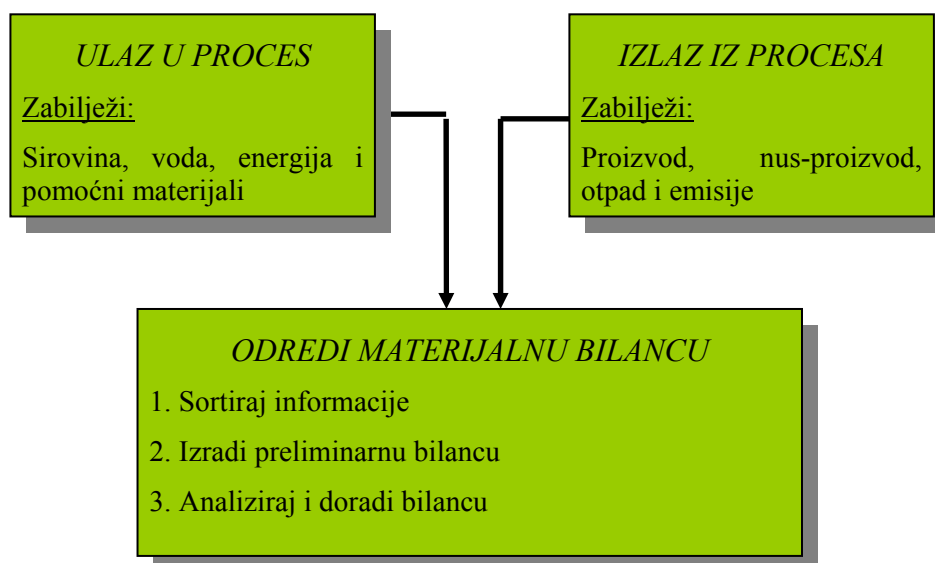 ULAZ U PROCES
Zabilježi:
Sirovina, voda, energija i
pomoćni materijali
IZLAZ IZ PROCESA
Zabilježi:
Proizvod, nus-proizvod,
otpad i emisije
ODREDI MATERIJALNU BILANCU
1. Sortiraj informacije
2. Izradi preliminarnu bilancu
3. Analiziraj i doradi bilancu